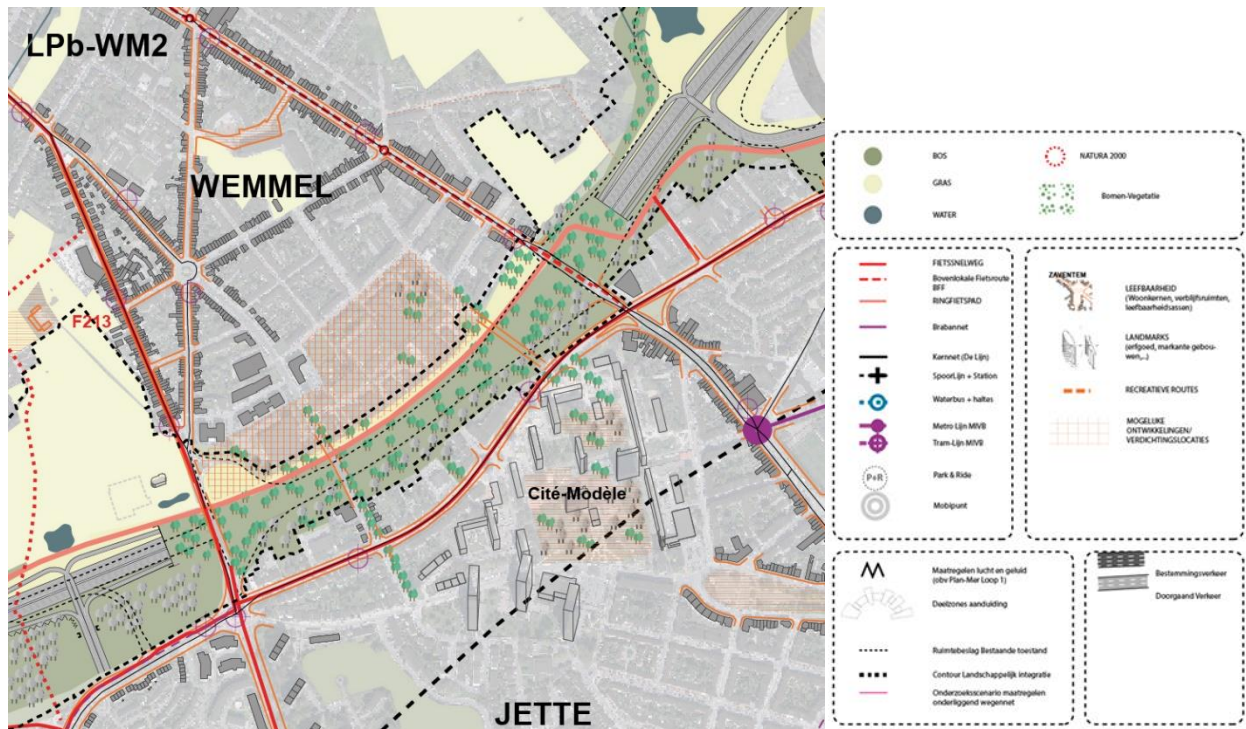 LPb-WM2
WEMMEL
F213
Cité-Modèle
JETTE
BOS
GRAS
WATER
NATURA 2000
Bomen-Vegetatie
FIETSSNELWEG
Bovenlokale Fietsroute
BFF
RINGFIETSPAD
Brabannet
Kernnet (De Lijn)
SpoorLijn + Station
Waterbus + haltes
Metro Lijn MIVB
Tram-Lijn MIVB
P+R
Park & Ride
Mobipunt
ZAVENTEM
LEEFBAARHEID
(Woonkernen, verblijfsruimten,
leefbaarheidsassen)
LANDMARKS
(erfgoed, markante gebou-
wen,..)
RECREATIEVE ROUTES
MOGELIJKE
ONTWIKKELINGEN/
VERDICHTINGSLOCATIES
Maatregelen lucht en geluid
(obv Plan-Mer Loop 1)
Deelzones aanduiding
Ruimtebeslag Bestaande toestand
Contour Landschappelijk integratie
Onderzoeksscenario maatregelen
onderliggend wegennet
Bestemmingsverkeer
Doorgaand Verkeer